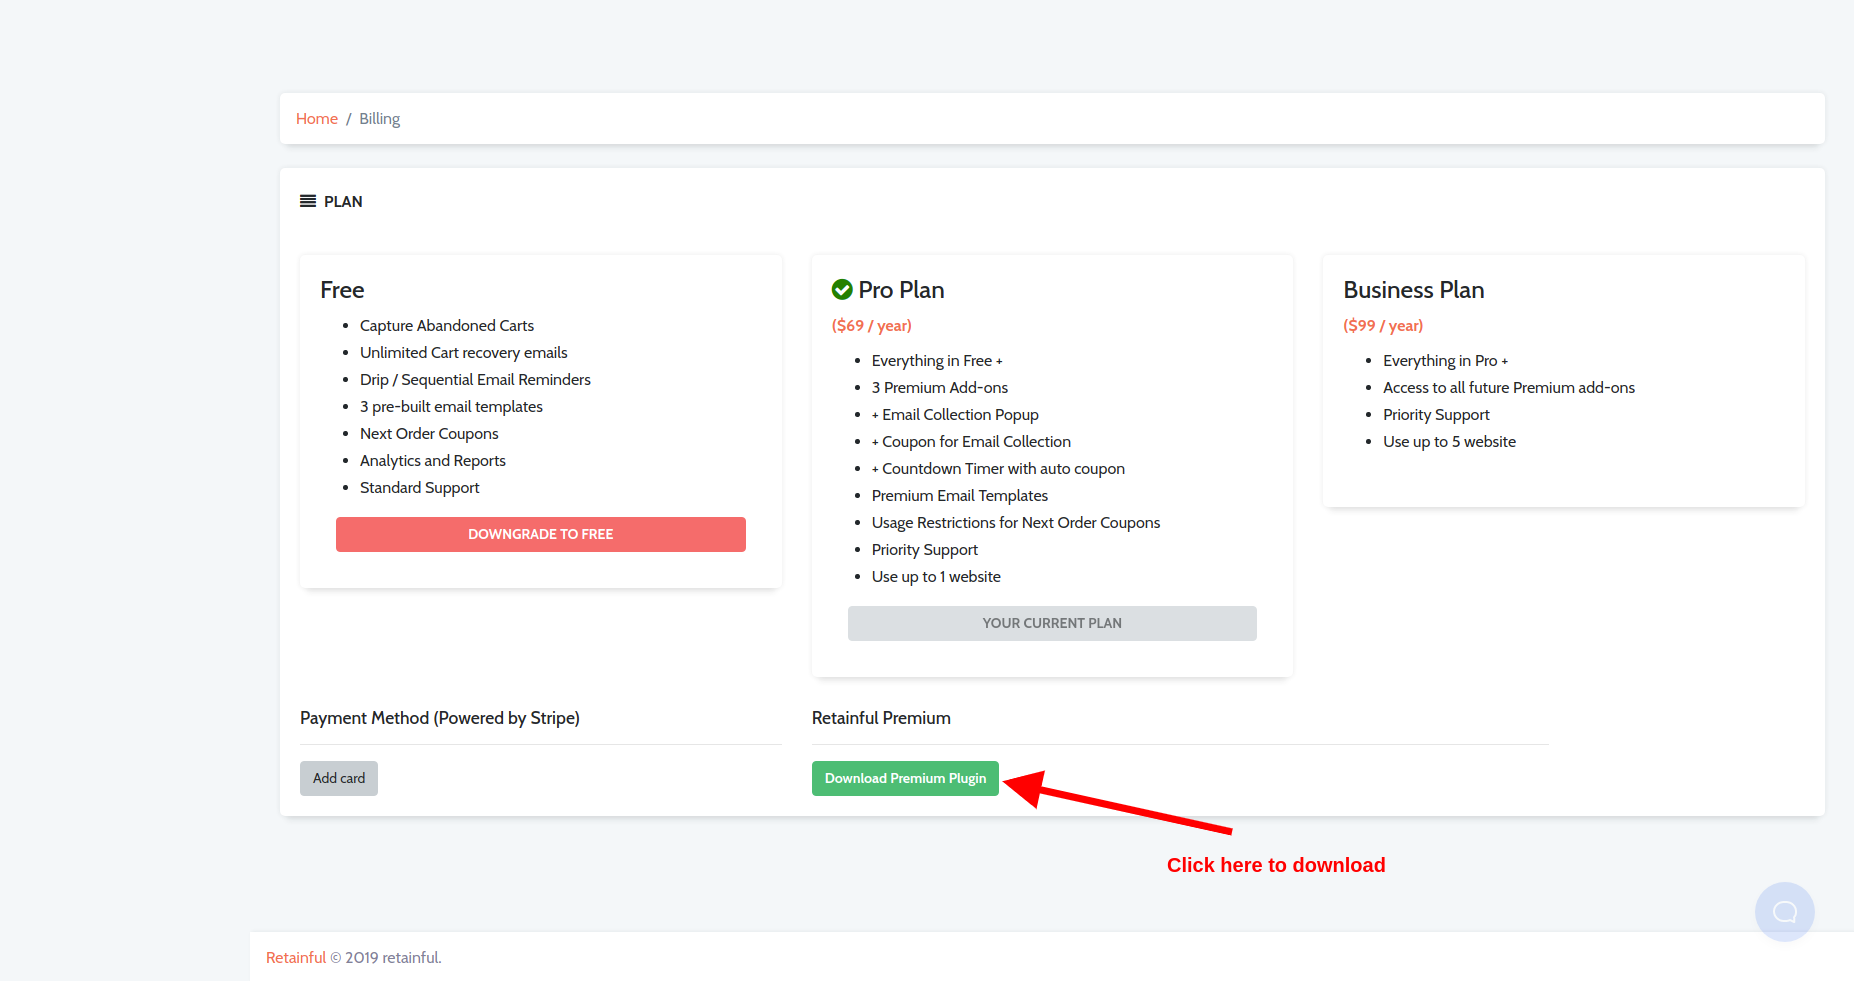 Home / Billing
PLAN
Free
Capture Abandoned Carts
Unlimited Cart recovery emails
Drip / Sequential Email Reminders
3 pre-built email templates
Next Order Coupons
Analytics and Reports
Standard Support
DOWNGRADE TO FREE
Pro Plan
($69 / year)
Everything in Free +
3 Premium Add-ons
+ Email Collection Popup
+ Coupon for Email Collection
+ Countdown Timer with auto coupon
Premium Email Templates
Usage Restrictions for Next Order Coupons
Priority Support
Use up to 1 website
YOUR CURRENT PLAN
Business Plan
($99 / year)
Everything in Pro +
Access to all future Premium add-ons
Priority Support
Use up to 5 website
Payment Method (Powered by Stripe)
Add card
Retainful Premium
Download Premium Plugin
Click here to download
Retainful © 2019 retainful.